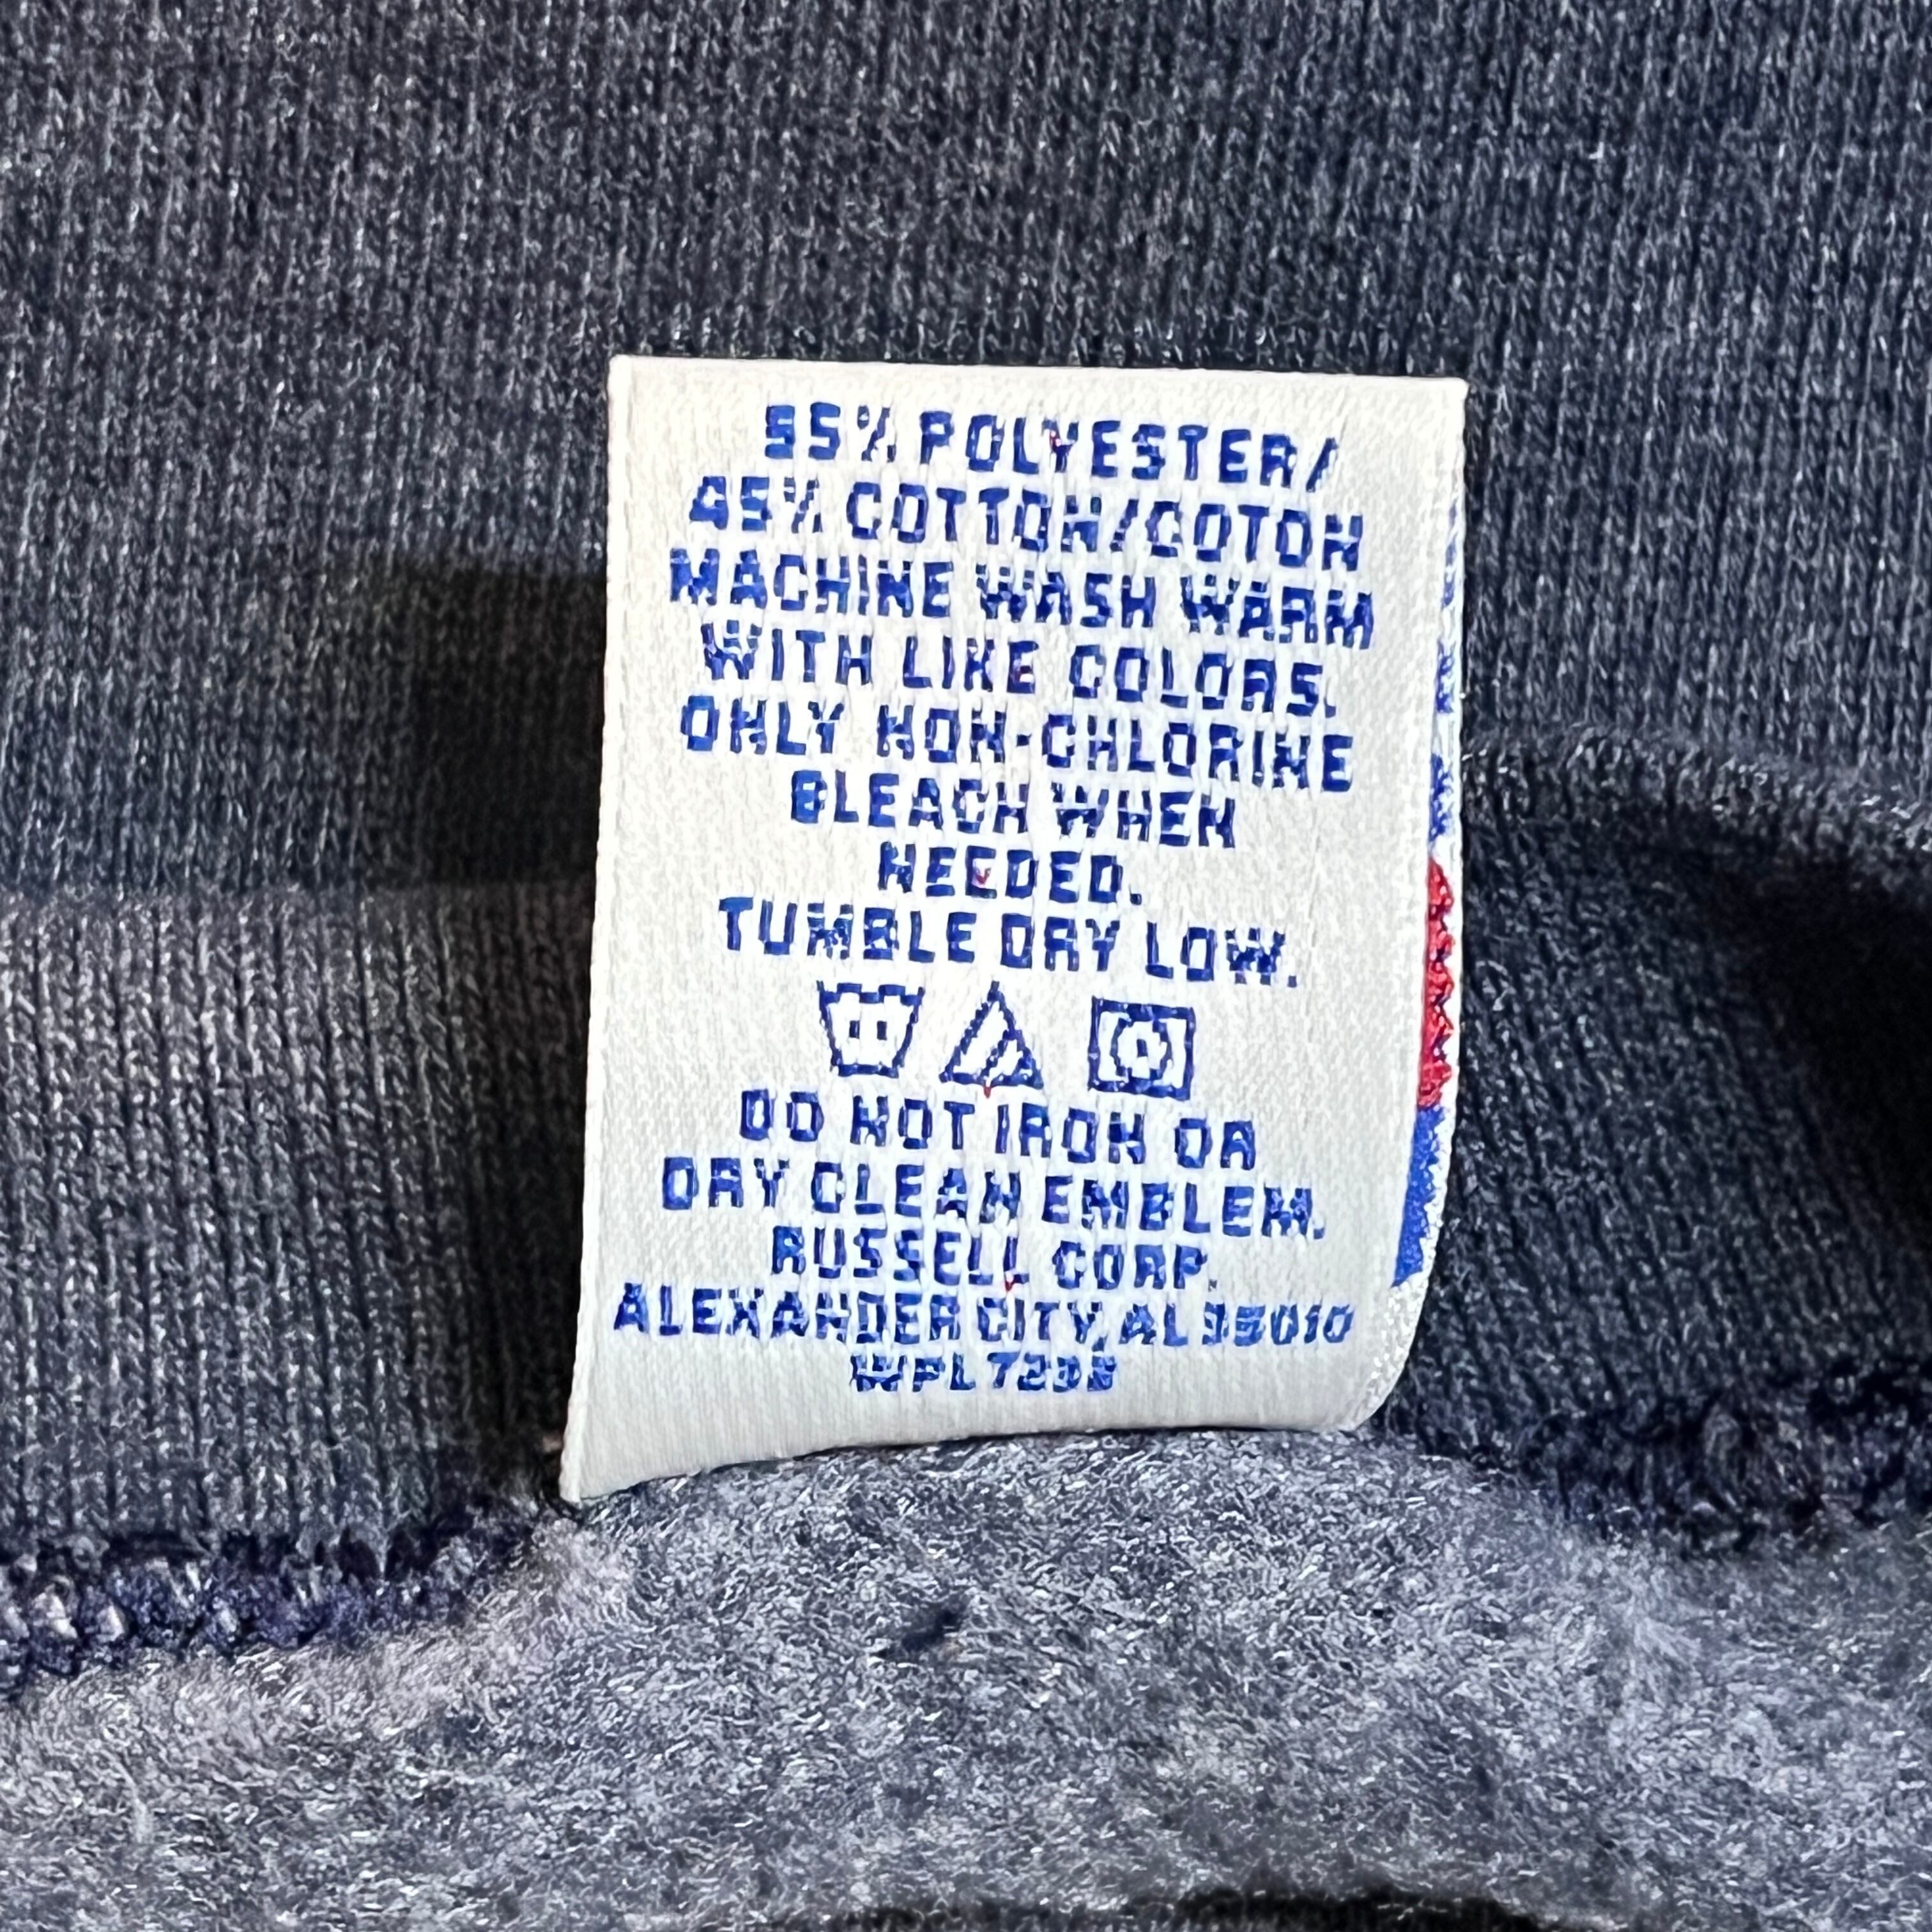 55% POLYESTER/
45% COTTON/COTON
MACHINE WASH WARM
WITH LIKE COLORS.
ONLY NON-CHLORINE
BLEACH WHEN
NEEDED.
TUMBLE DRY LOW.
DO NOT IRON OR
DRY CLEAN EMBLEM.
RUSSELL CORP.
ALEXANDER CITY, AL 35010
WPL